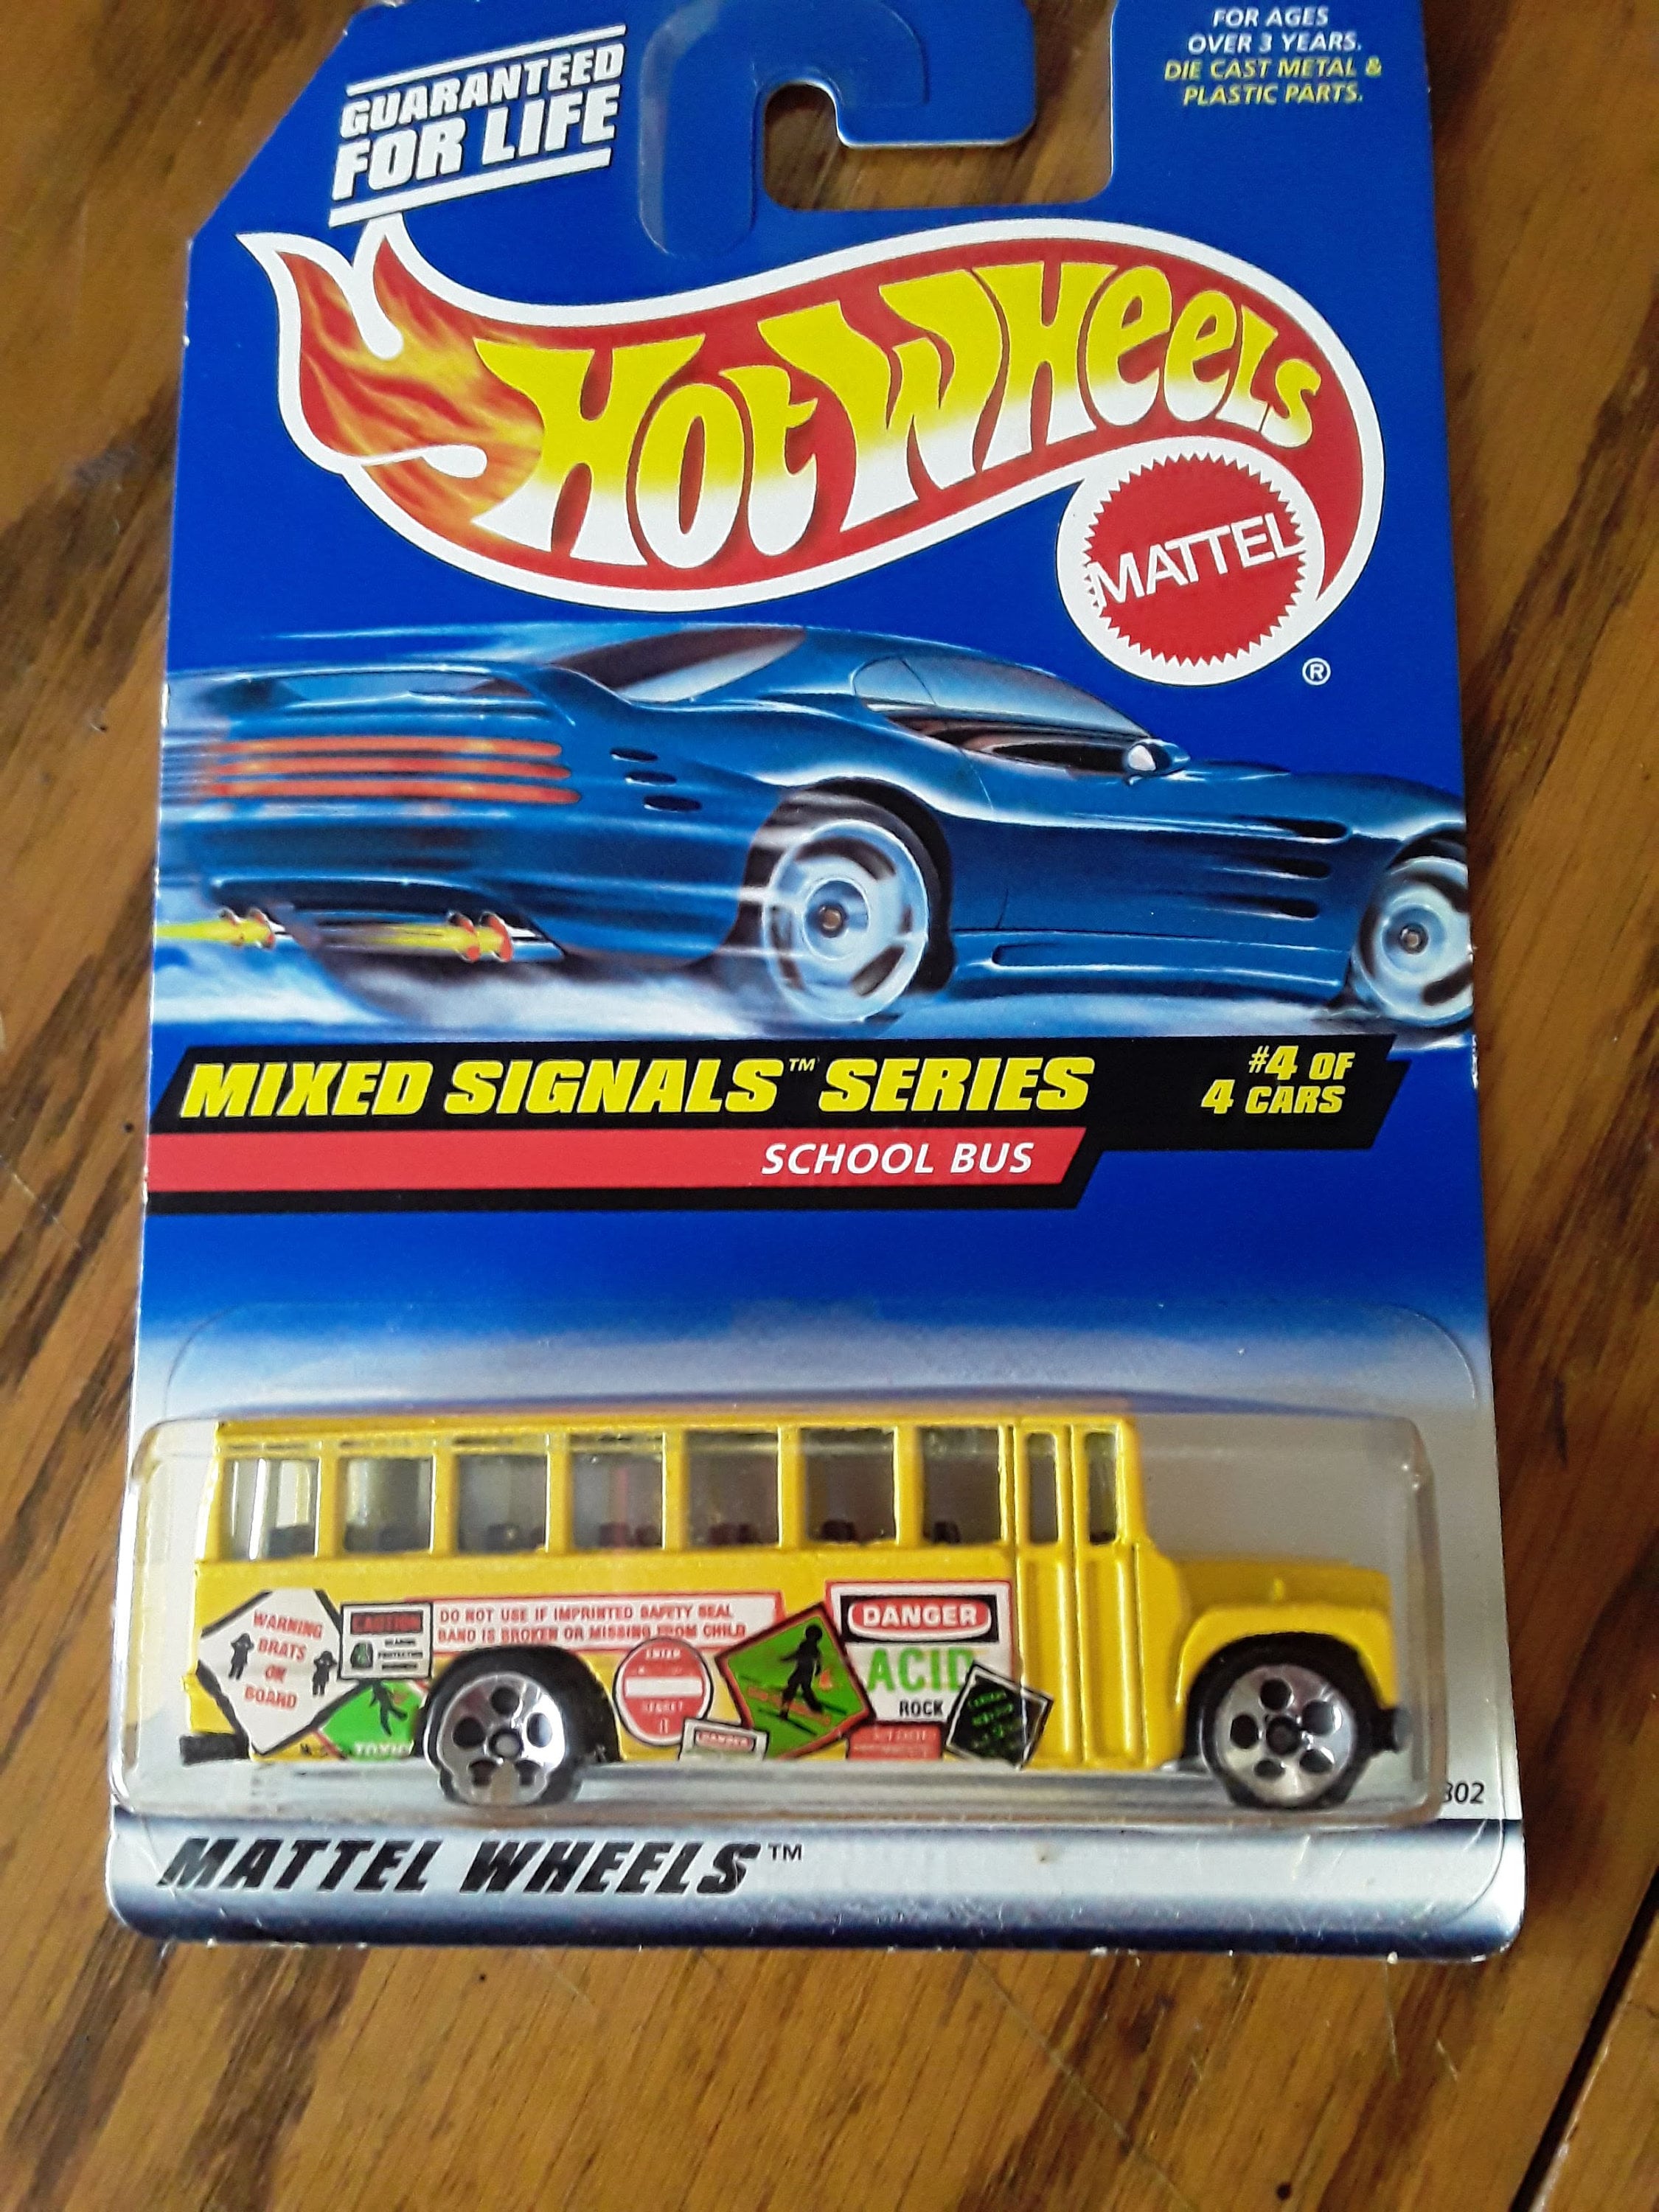 GUARANTEED
FOR LIFE
FOR AGES
OVER 3 YEARS.
DIE CAST METAL &
PLASTIC PARTS.
HOT WHEELS
MATTEL
®
MIXED SIGNALS™ SERIES
#4 OF
4 CARS
SCHOOL BUS
WARNING
BRATS
ON
BOARD
CAUTION
DO NOT USE IF IMPRINTED SAFETY SEAL
BAND IS BROKEN OR MISSING FROM CHILD
TOXIC
DANGER
ACID
ROCK
DANGER
802
MATTEL WHEELS™